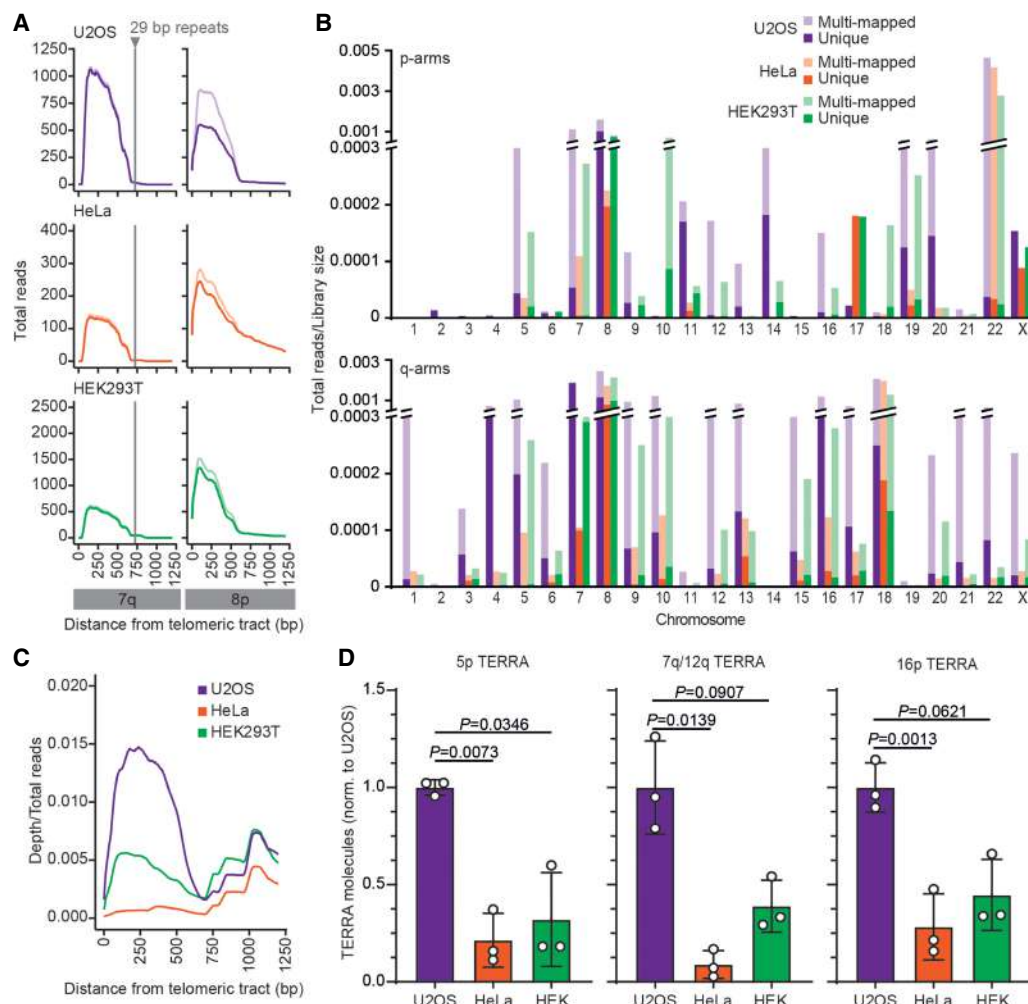 A
29 bp repeats
U2OS
1250
1000
750
500
250
0
HeLa
400
300
200
100
0
HEK293T
2500
2000
1500
1000
500
0
Total reads
0 250 500 750 1000 1250 0 250 500 750 1000 1250
7q 8p
Distance from telomeric tract (bp)
B
p-arms
U2OS Multi-mapped
Unique
HeLa Multi-mapped
Unique
HEK293T Multi-mapped
Unique
0.005
0.003
0.001
0.0003
0.0002
0.0001
0
1 2 3 4 5 6 7 8 9 10 11 12 13 14 15 16 17 18 19 20 21 22 X
Total reads/Library size
q-arms
0.003
0.001
0.0003
0.0002
0.0001
0
1 2 3 4 5 6 7 8 9 10 11 12 13 14 15 16 17 18 19 20 21 22 X
Chromosome
C
0.020
0.015
0.010
0.005
0.000
Depth/Total reads
U2OS
HeLa
HEK293T
0 250 500 750 1000 1250
Distance from telomeric tract (bp)
D
5p TERRA 7q/12q TERRA 16p TERRA
TERRA molecules (norm. to U2OS)
1.5
1.0
0.5
0.0
P=0.0346
P=0.0073
P=0.0907
P=0.0139
P=0.0621
P=0.0013
U2OS HeLa HEK U2OS HeLa HEK U2OS HeLa HEK